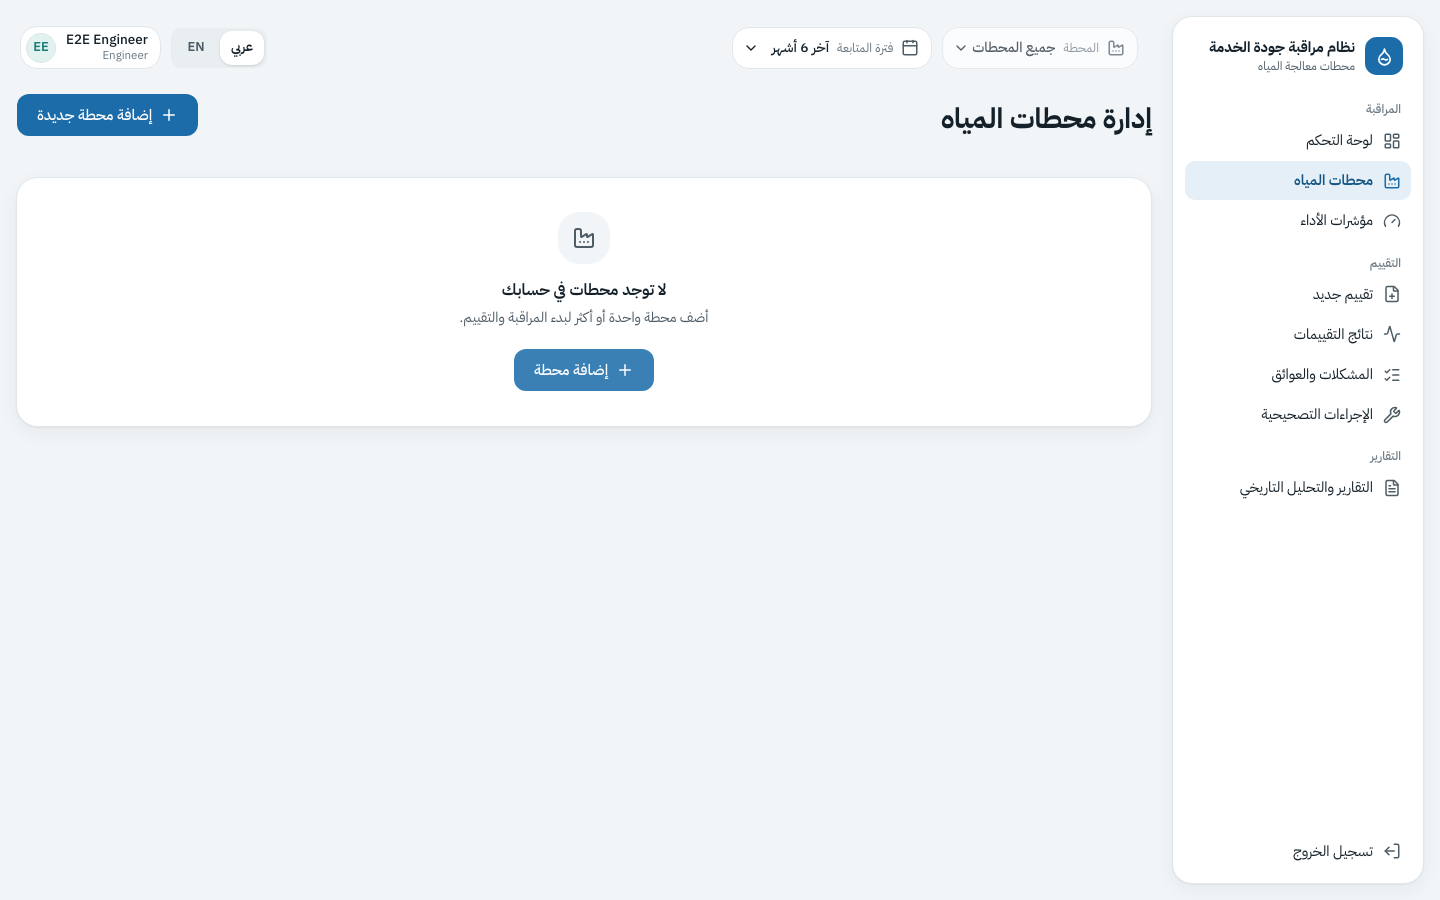 نظام مراقبة جودة الخدمة
محطات معالجة المياه
المراقبة
لوحة التحكم
محطات المياه
مؤشرات الأداء
التقييم
تقييم جديد
نتائج التقييمات
المشكلات والعوائق
الإجراءات التصحيحية
التقارير
التقارير والتحليل التاريخي
تسجيل الخروج
المحطة جميع المحطات
فترة المتابعة آخر 6 أشهر
عربي
EN
E2E Engineer
Engineer
EE
إدارة محطات المياه
إضافة محطة جديدة
لا توجد محطات في حسابك
أضف محطة واحدة أو أكثر لبدء المراقبة والتقييم.
إضافة محطة